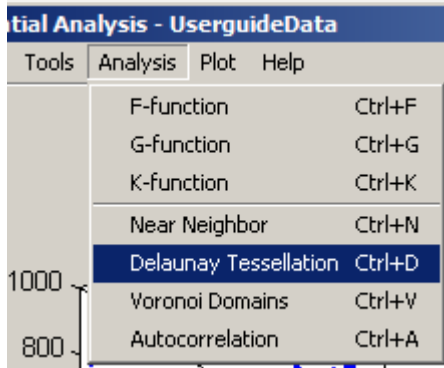 tial Analysis - UserguideData
Tools Analysis Plot Help
F-function Ctrl+F
G-function Ctrl+G
K-function Ctrl+K
Near Neighbor Ctrl+N
Delaunay Tessellation Ctrl+D
Voronoi Domains Ctrl+V
Autocorrelation Ctrl+A
1000
800